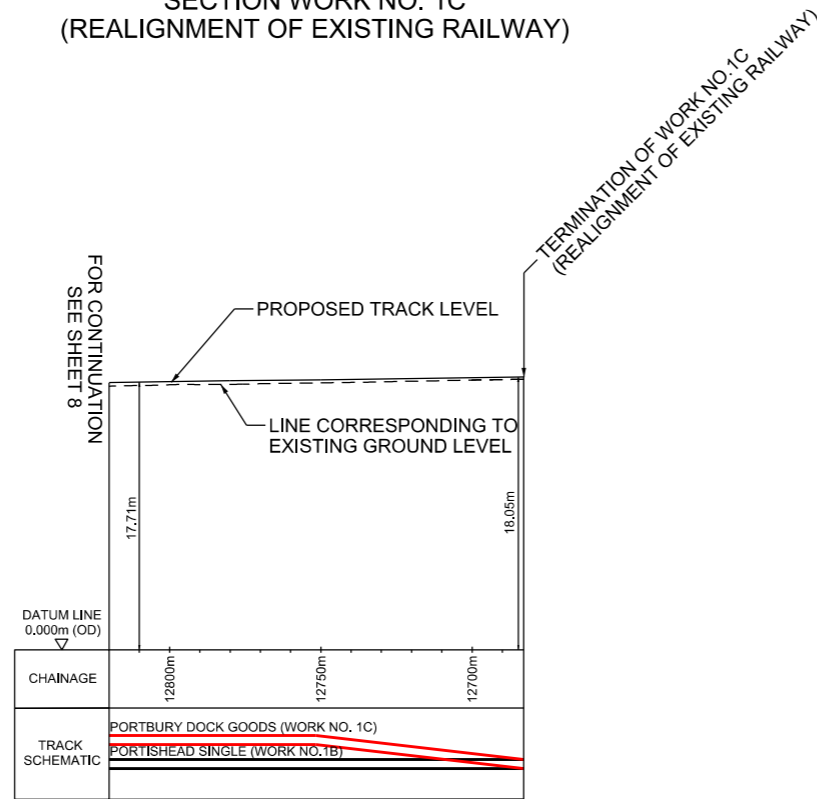 SECTION WORK NO. 1C
(REALIGNMENT OF EXISTING RAILWAY)
TERMINATION OF WORK NO.1C
(REALIGNMENT OF EXISTING RAILWAY)
FOR CONTINUATION
SEE SHEET 8
PROPOSED TRACK LEVEL
LINE CORRESPONDING TO
EXISTING GROUND LEVEL
17.71m
18.05m
DATUM LINE
0.000m (OD)
CHAINAGE
12800m
12750m
12700m
TRACK
SCHEMATIC
PORTBURY DOCK GOODS (WORK NO. 1C)
PORTISHEAD SINGLE (WORK NO.1B)